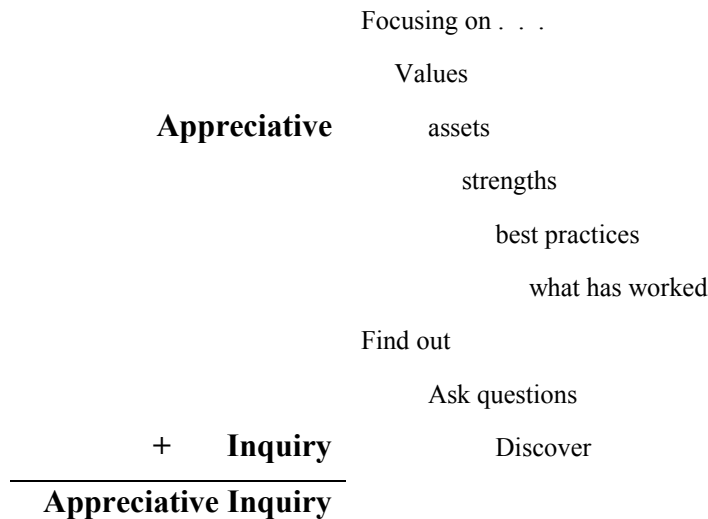 Focusing on . . .
Values
Appreciative assets
strengths
best practices
what has worked
Find out
Ask questions
+ Inquiry Discover
Appreciative Inquiry